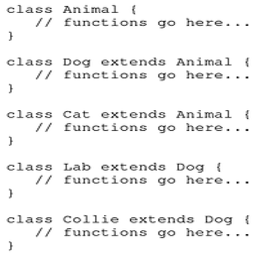 class Animal {
// functions go here...
}
class Dog extends Animal {
// functions go here...
}
class Cat extends Animal {
// functions go here...
}
class Lab extends Dog {
// functions go here...
}
class Collie extends Dog {
// functions go here...
}